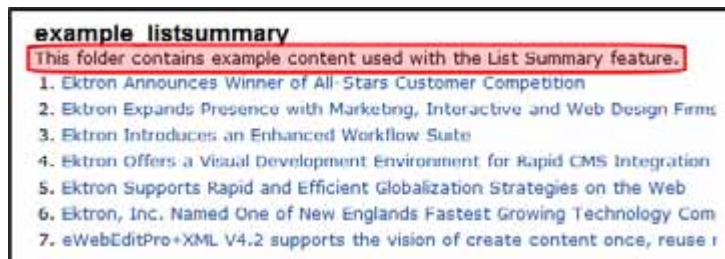 example_listsummary
This folder contains example content used with the List Summary feature.
1. Ektron Announces Winner of All-Stars Customer Competition
2. Ektron Expands Presence with Marketing, Interactive and Web Design Firms
3. Ektron Introduces an Enhanced Workflow Suite
4. Ektron Offers a Visual Development Environment for Rapid CMS Integration
5. Ektron Supports Rapid and Efficient Globalization Strategies on the Web
6. Ektron, Inc. Named One of New Englands Fastest Growing Technology Com
7. eWebEditPro+XML V4.2 supports the vision of create content once, reuse